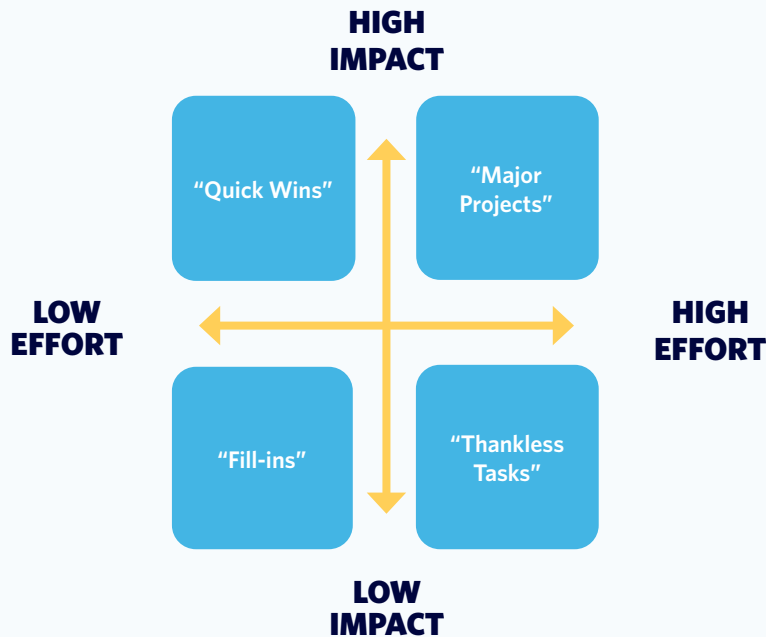 HIGH
IMPACT
“Quick Wins”
“Major
Projects”
LOW
EFFORT
HIGH
EFFORT
“Fill-ins”
“Thankless
Tasks”
LOW
IMPACT